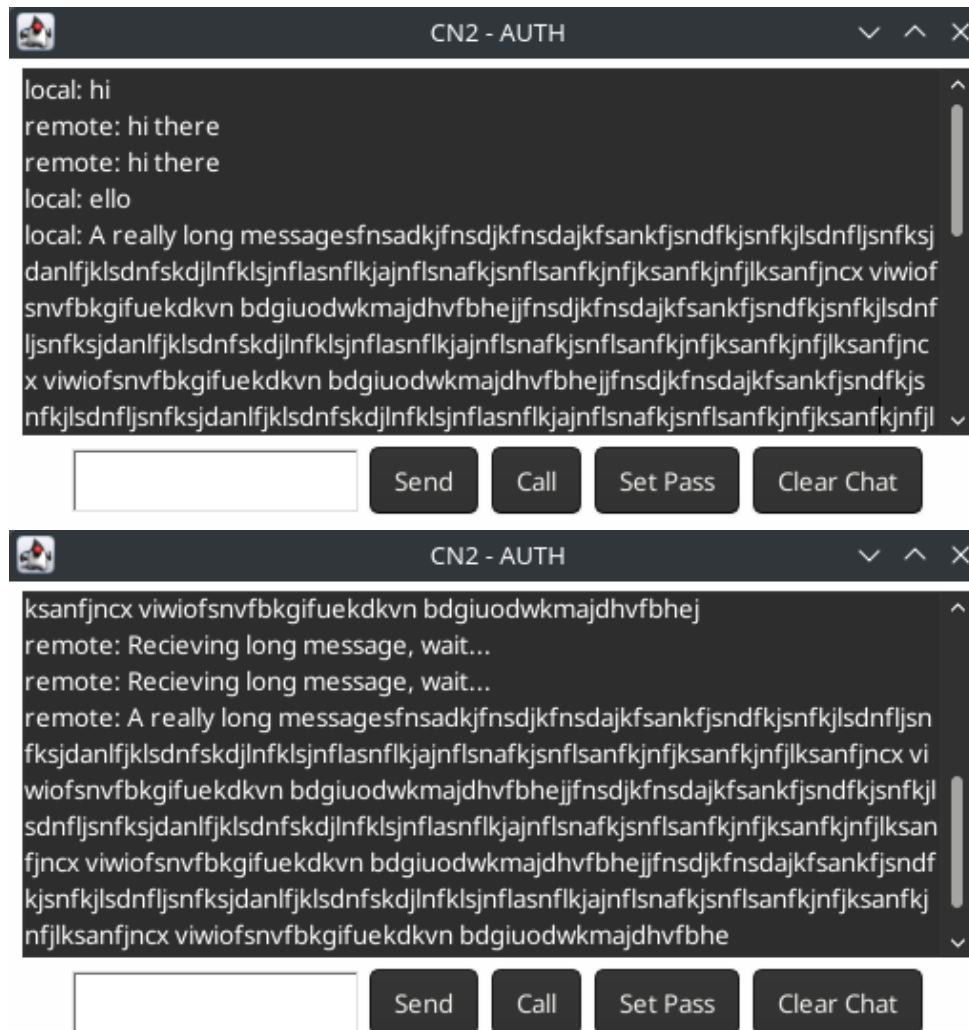 CN2 - AUTH
local: hi
remote: hi there
remote: hi there
local: ello
local: A really long messagesfnsadkjfnsdjkfnsdajkfsankfjsndfkjsnfkjlsdnfljsnfksj
danlfjklsdnfskdjlnfklsjnflasnflkjajnflsnafkjsnflsanfkjnfjksanfkjnfjlksanfjncx viwiof
snvfbkgifuekdkvn bdgiuodwkmajdhvfbhejjfnsdjkfnsdajkfsankfjsndfkjsnfkjlsdnf
ljsnfksjdanlfjklsdnfskdjlnfklsjnflasnflkjajnflsnafkjsnflsanfkjnfjksanfkjnfjlksanfjnc
x viwiofsnvfbkgifuekdkvn bdgiuodwkmajdhvfbhejjfnsdjkfnsdajkfsankfjsndfkjs
nfkjlsdnfljsnfksjdanlfjklsdnfskdjlnfklsjnflasnflkjajnflsnafkjsnflsanfkjnfjksanfkjnfjl
Send Call Set Pass Clear Chat
CN2 - AUTH
ksanfjncx viwiofsnvfbkgifuekdkvn bdgiuodwkmajdhvfbhej
remote: Recieving long message, wait...
remote: Recieving long message, wait...
remote: A really long messagesfnsadkjfnsdjkfnsdajkfsankfjsndfkjsnfkjlsdnfljsn
fksjdanlfjklsdnfskdjlnfklsjnflasnflkjajnflsnafkjsnflsanfkjnfjksanfkjnfjlksanfjncx vi
wiofsnvfbkgifuekdkvn bdgiuodwkmajdhvfbhejjfnsdjkfnsdajkfsankfjsndfkjsnfkjl
sdnfljsnfksjdanlfjklsdnfskdjlnfklsjnflasnflkjajnflsnafkjsnflsanfkjnfjksanfkjnfjlksan
fjncx viwiofsnvfbkgifuekdkvn bdgiuodwkmajdhvfbhejjfnsdjkfnsdajkfsankfjsndf
kjsnfkjlsdnfljsnfksjdanlfjklsdnfskdjlnfklsjnflasnflkjajnflsnafkjsnflsanfkjnfjksanfkj
nfjlksanfjncx viwiofsnvfbkgifuekdkvn bdgiuodwkmajdhvfbhe
Send Call Set Pass Clear Chat